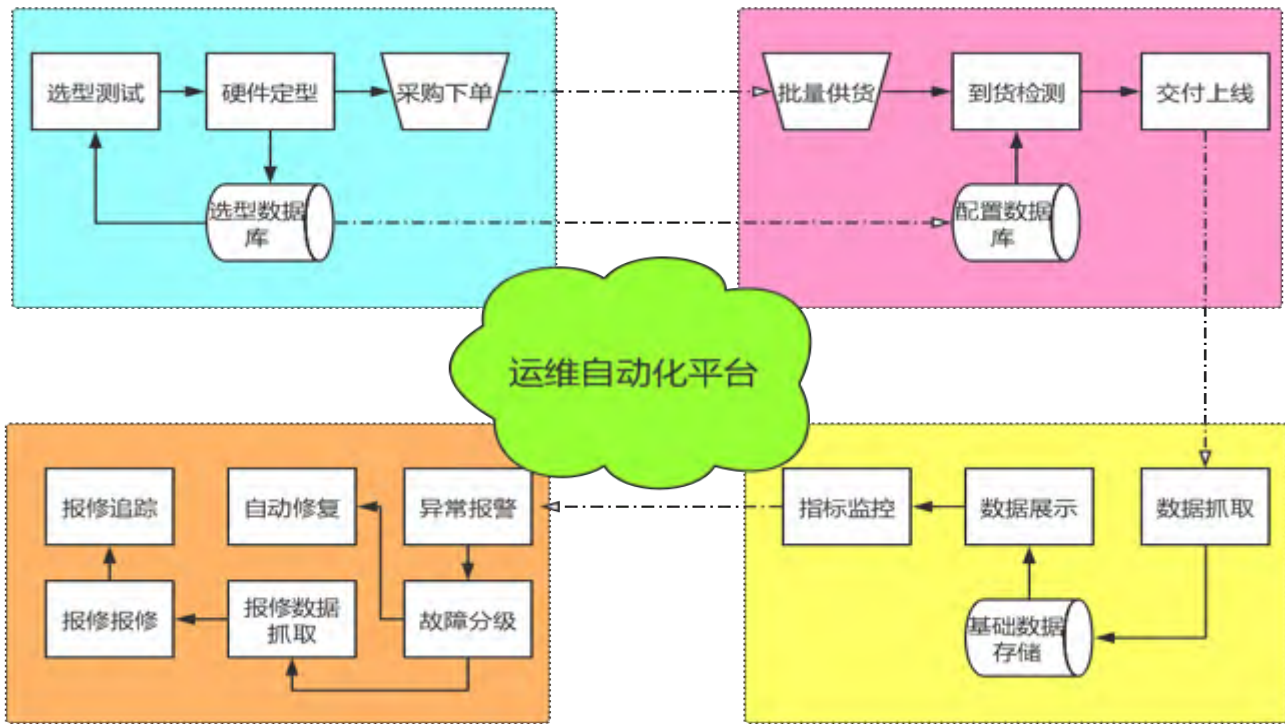 选型测试
硬件定型
采购下单
选型数据
库
批量供货
到货检测
交付上线
配置数据
库
运维自动化平台
报修追踪
自动修复
异常报警
报修报修
报修数据
抓取
故障分级
指标监控
数据展示
数据抓取
基础数据
存储